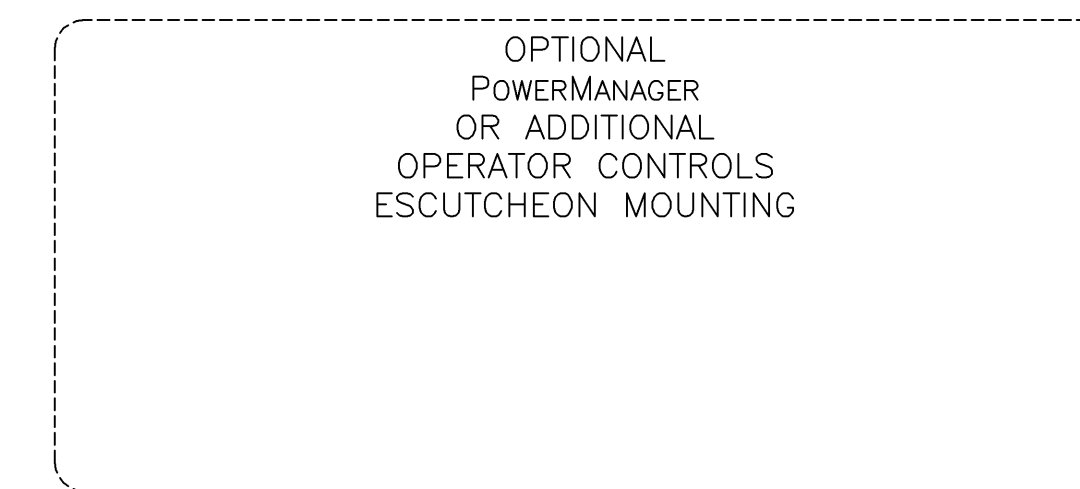 OPTIONAL
POWERMANAGER
OR ADDITIONAL
OPERATOR CONTROLS
ESCUTCHEON MOUNTING